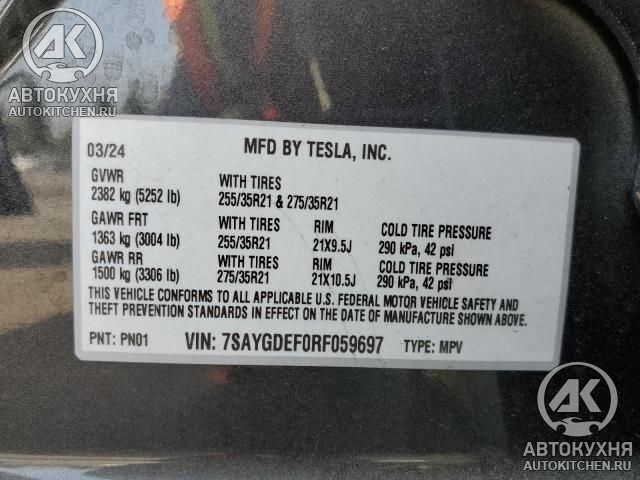 АК
АВТОКУХНЯ
AUTOKITCHEN.RU
03/24 MFD BY TESLA, INC.
GVWR WITH TIRES
2382 kg (5252 lb) 255/35R21 & 275/35R21
GAWR FRT WITH TIRES RIM COLD TIRE PRESSURE
1363 kg (3004 lb) 255/35R21 21X9.5J 290 kPa, 42 psi
GAWR RR WITH TIRES RIM COLD TIRE PRESSURE
1500 kg (3306 lb) 275/35R21 21X10.5J 290 kPa, 42 psi
THIS VEHICLE CONFORMS TO ALL APPLICABLE U.S. FEDERAL MOTOR VEHICLE SAFETY AND
THEFT PREVENTION STANDARDS IN EFFECT ON THE DATE OF MANUFACTURE SHOWN ABOVE.
PNT: PN01 VIN: 7SAYGDEF0RF059697 TYPE: MPV
АК
АВТОКУХНЯ
AUTOKITCHEN.RU